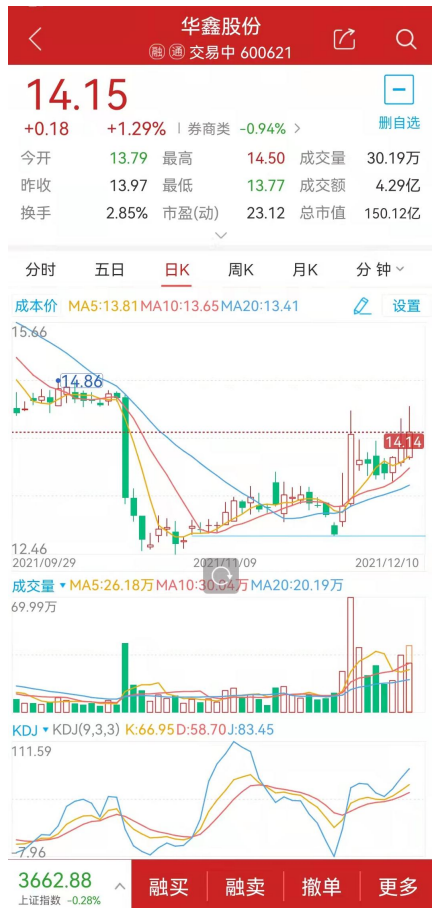 华鑫股份
融 通 交易中 600621
14.15
+0.18 +1.29% 券商类 -0.94%
删自选
今开 13.79 最高 14.50 成交量 30.19万
昨收 13.97 最低 13.77 成交额 4.29亿
换手 2.85% 市盈(动) 23.12 总市值 150.12亿
分时 五日 日K 周K 月K 分钟
成本价 MA5:13.81 MA10:13.65 MA20:13.41 设置
15.66
14.86
14.14
12.46
2021/09/29 2021/11/09 2021/12/10
成交量 MA5:26.18万 MA10:30.04万 MA20:20.19万
69.99万
KDJ KDJ(9,3,3) K:66.95 D:58.70 J:83.45
111.59
-7.96
3662.88
上证指数 -0.28%
融买 融卖 撤单 更多